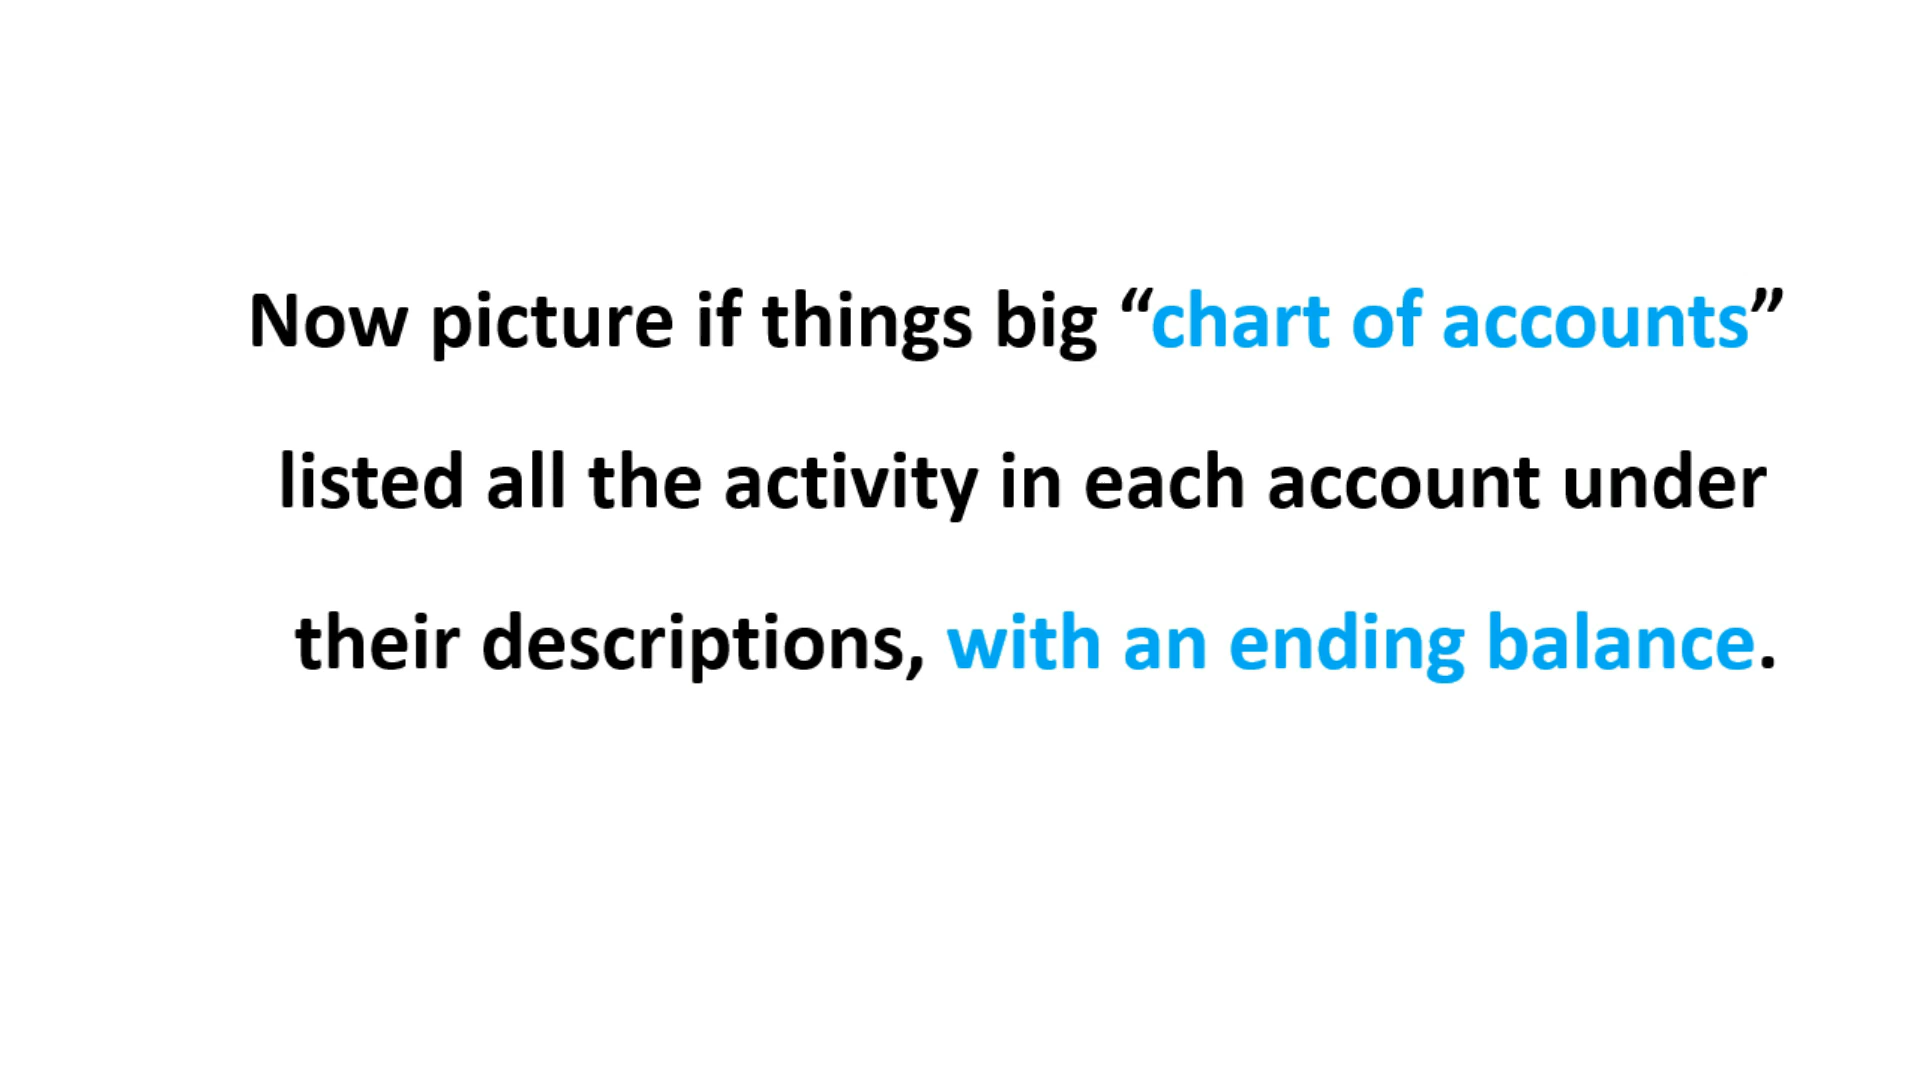 Now picture if things big “chart of accounts”
listed all the activity in each account under
their descriptions, with an ending balance.